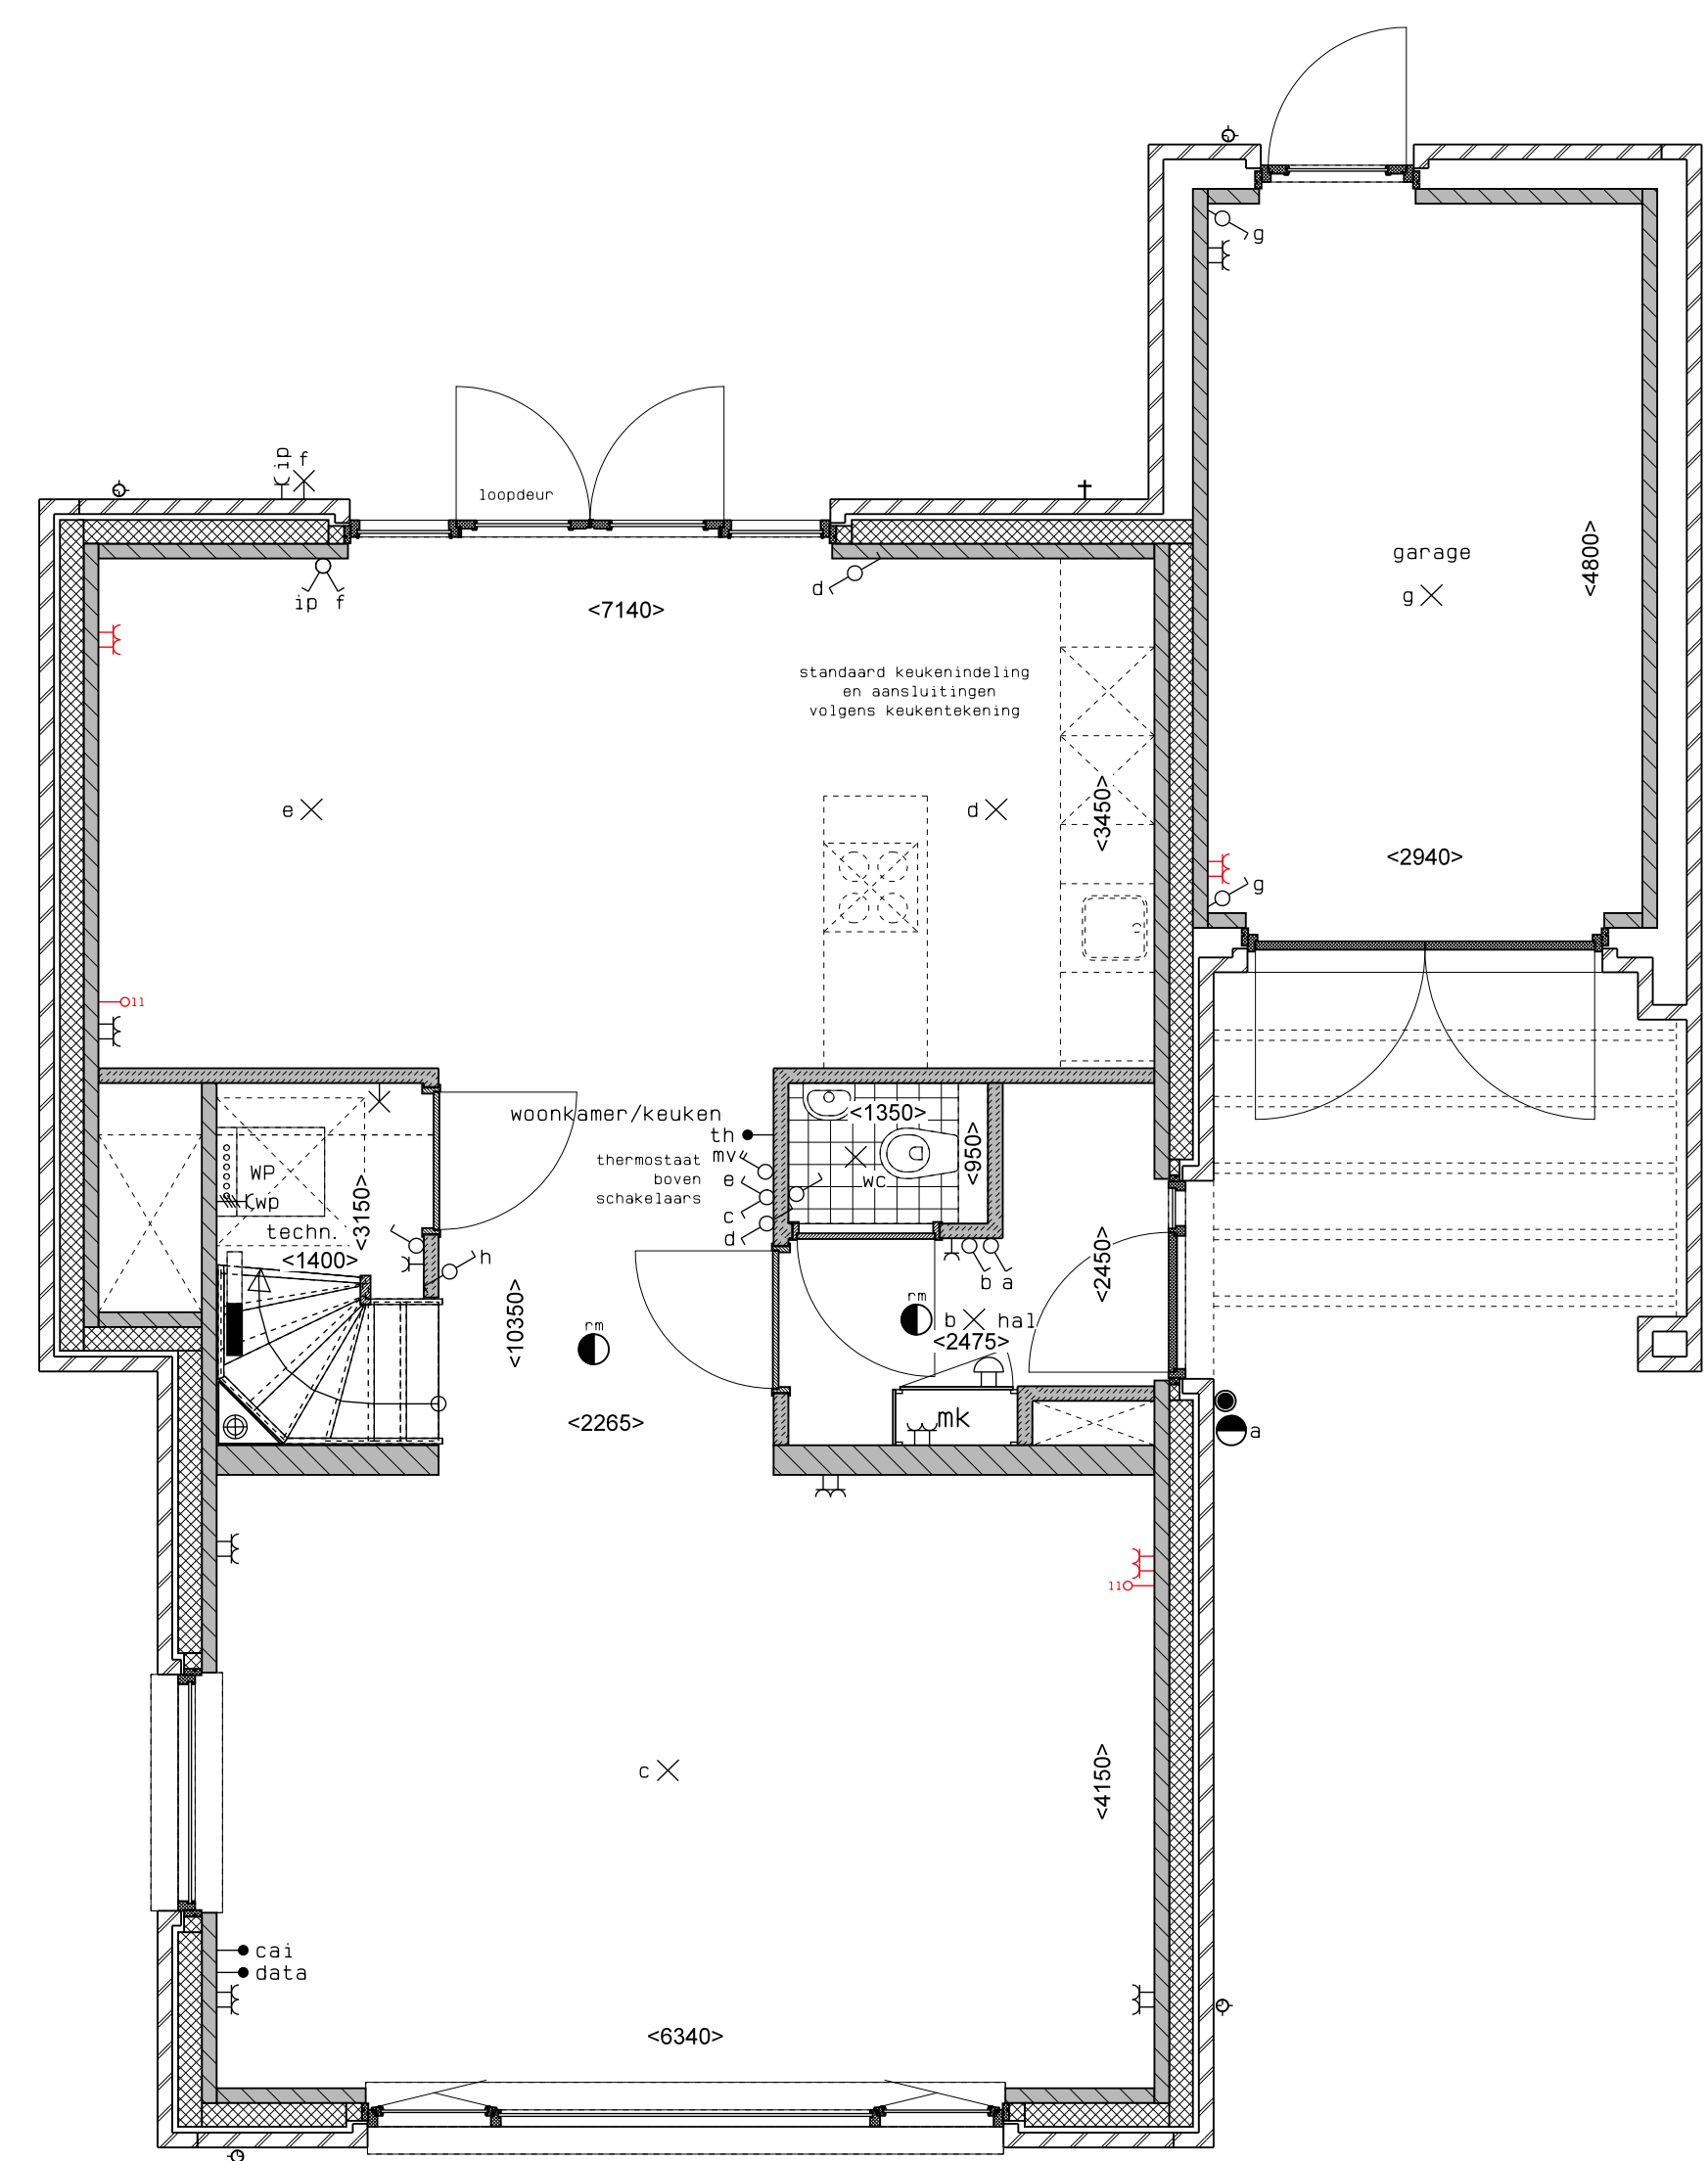 g
ip
f
loopdeur
ip f
d
<7140>
garage
g
<4800>
standaard keukenindeling
en aansluitingen
volgens keukentekening
e
d
<3450>
<2940>
g
11
woonkamer/keuken
<1350>
th
mv
thermostaat
boven
schakelaars
e
c
d
wc
<950>
WP
wp
techn.
<3150>
<1400>
h
<10350>
rm
rm
b a
b
hal
<2475>
<2450>
mk
<2265>
a
11
c
<4150>
cai
data
<6340>